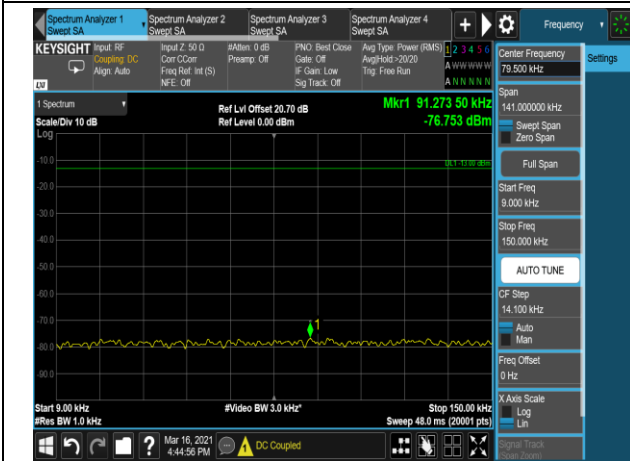 Spectrum Analyzer 1
Swept SA
Spectrum Analyzer 2
Swept SA
Spectrum Analyzer 3
Swept SA
Spectrum Analyzer 4
Swept SA
+
Frequency
KEYSIGHT
LXI
Input: RF
Coupling: DC
Align: Auto
Input Z: 50 Ω
Corr CCorr
Freq Ref: Int (S)
NFE: Off
#Atten: 0 dB
Preamp: Off
PNO: Best Close
Gate: Off
IF Gain: Low
Sig Track: Off
Avg Type: Power (RMS)
Avg|Hold:>20/20
Trig: Free Run
1 2 3 4 5 6
A W W W W W
A N N N N N
1 Spectrum
Scale/Div 10 dB
Log
Ref Lvl Offset 20.70 dB
Ref Level 0.00 dBm
Mkr1 91.273 50 kHz
-76.753 dBm
DL1 -13.00 dBm
-10.0
-20.0
-30.0
-40.0
-50.0
-60.0
-70.0
-80.0
-90.0
1
Start 9.00 kHz
#Res BW 1.0 kHz
#Video BW 3.0 kHz*
Stop 150.00 kHz
Sweep 48.0 ms (20001 pts)
Center Frequency
79.500 kHz
Settings
Span
141.000000 kHz
Swept Span
Zero Span
Full Span
Start Freq
9.000 kHz
Stop Freq
150.000 kHz
AUTO TUNE
CF Step
14.100 kHz
Auto
Man
Freq Offset
0 Hz
X Axis Scale
Log
Lin
Signal Track
(Span Zoom)
?
Mar 16, 2021
4:44:56 PM
DC Coupled